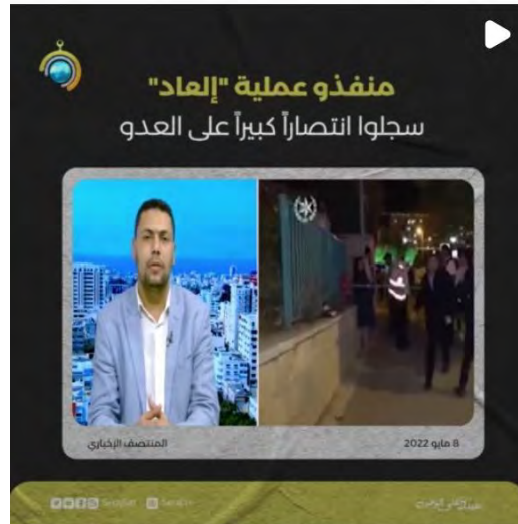 منفذو عملية "إلعاد"
سجلوا انتصاراً كبيراً على العدو
8 مايو 2022
المنتصف الإخباري